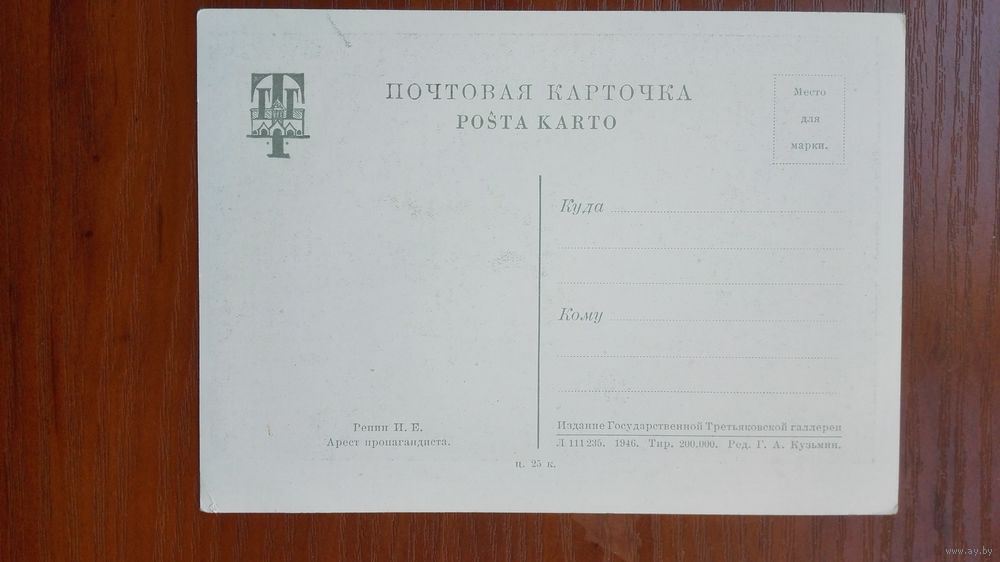 ПОЧТОВАЯ КАРТОЧКА
POŜTA KARTO
Место
для
марки.
Куда
Кому
Репин И. Е.
Арест пропагандиста.
Издание Государственной Третьяковской галлереи
Л 111235. 1946. Тир. 200.000. Ред. Г. А. Кузьмин.
ц. 25 к.
www.ay.by